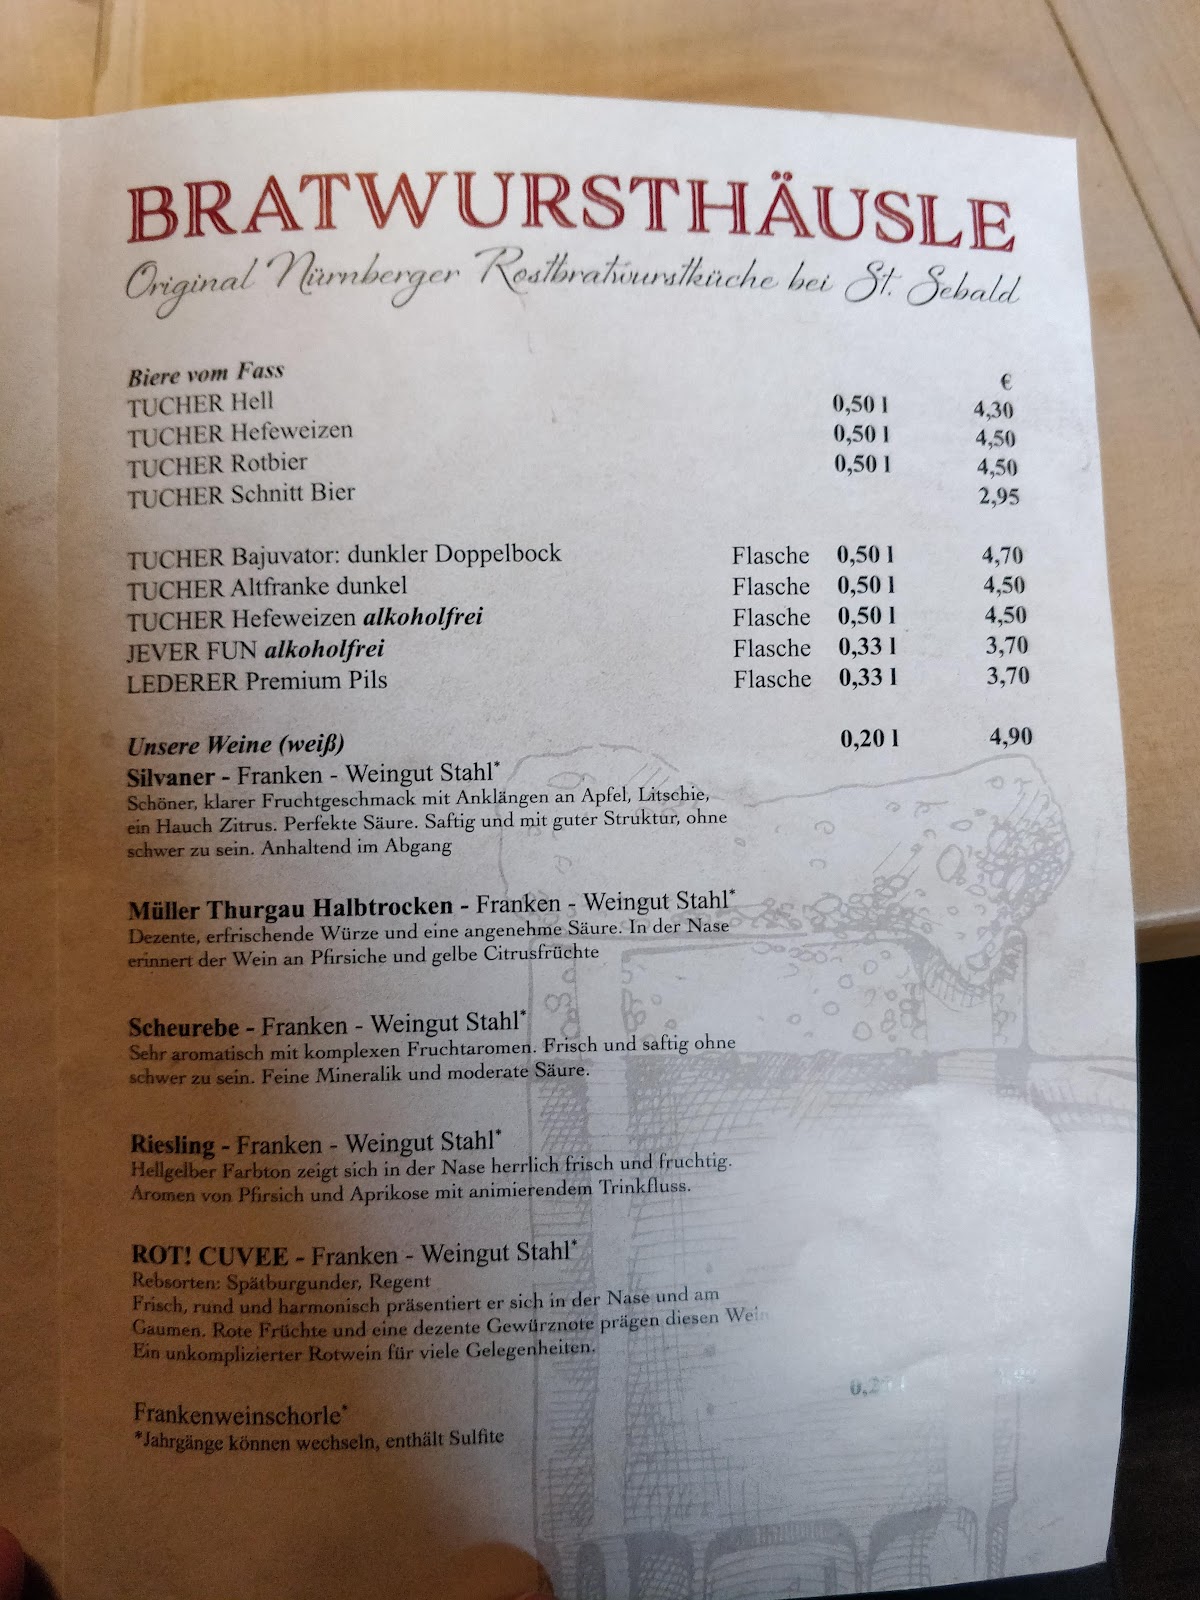 BRATWURSTHÄUSLE
Original Nürnberger Rostbratwurstküche bei St. Sebald
Biere vom Fass €
TUCHER Hell 0,50 l 4,30
TUCHER Hefeweizen 0,50 l 4,50
TUCHER Rotbier 0,50 l 4,50
TUCHER Schnitt Bier 2,95
TUCHER Bajuvator: dunkler Doppelbock Flasche 0,50 l 4,70
TUCHER Altfranke dunkel Flasche 0,50 l 4,50
TUCHER Hefeweizen alkoholfrei Flasche 0,50 l 4,50
JEVER FUN alkoholfrei Flasche 0,33 l 3,70
LEDERER Premium Pils Flasche 0,33 l 3,70
Unsere Weine (weiß) 0,20 l 4,90
Silvaner - Franken - Weingut Stahl*
Schöner, klarer Fruchtgeschmack mit Anklängen an Apfel, Litschie,
ein Hauch Zitrus. Perfekte Säure. Saftig und mit guter Struktur, ohne
schwer zu sein. Anhaltend im Abgang
Müller Thurgau Halbtrocken - Franken - Weingut Stahl*
Dezente, erfrischende Würze und eine angenehme Säure. In der Nase
erinnert der Wein an Pfirsiche und gelbe Citrusfrüchte
Scheurebe - Franken - Weingut Stahl*
Sehr aromatisch mit komplexen Fruchtaromen. Frisch und saftig ohne
schwer zu sein. Feine Mineralik und moderate Säure.
Riesling - Franken - Weingut Stahl*
Hellgelber Farbton zeigt sich in der Nase herrlich frisch und fruchtig.
Aromen von Pfirsich und Aprikose mit animierendem Trinkfluss.
ROT! CUVEE - Franken - Weingut Stahl*
Rebsorten: Spätburgunder, Regent
Frisch, rund und harmonisch präsentiert er sich in der Nase und am
Gaumen. Rote Früchte und eine dezente Gewürznote prägen diesen Wein
Ein unkomplizierter Rotwein für viele Gelegenheiten.
Frankenweinschorle*
*Jahrgänge können wechseln, enthält Sulfite